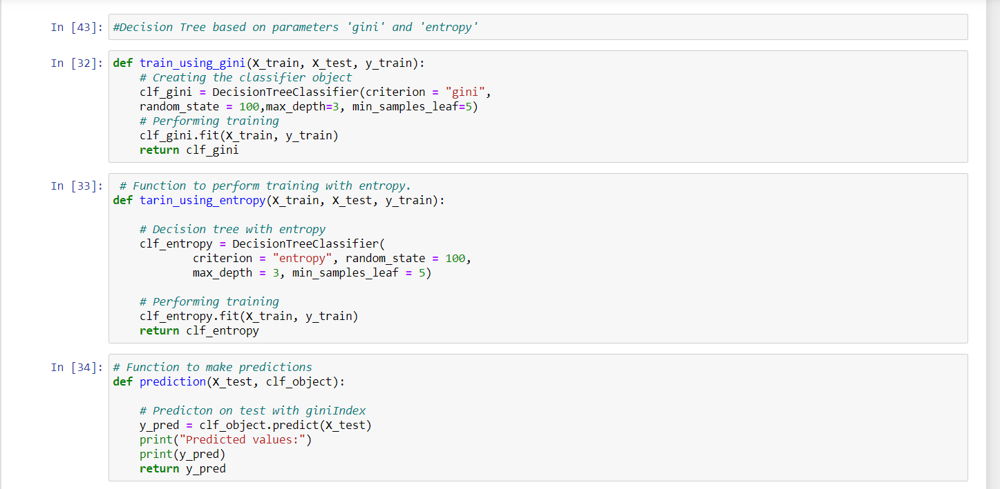 In [43]: #Decision Tree based on parameters 'gini' and 'entropy'
In [32]: def train_using_gini(X_train, X_test, y_train):
# Creating the classifier object
clf_gini = DecisionTreeClassifier(criterion = "gini",
random_state = 100,max_depth=3, min_samples_leaf=5)
# Performing training
clf_gini.fit(X_train, y_train)
return clf_gini
In [33]: # Function to perform training with entropy.
def tarin_using_entropy(X_train, X_test, y_train):
# Decision tree with entropy
clf_entropy = DecisionTreeClassifier(
criterion = "entropy", random_state = 100,
max_depth = 3, min_samples_leaf = 5)
# Performing training
clf_entropy.fit(X_train, y_train)
return clf_entropy
In [34]: # Function to make predictions
def prediction(X_test, clf_object):
# Predicton on test with giniIndex
y_pred = clf_object.predict(X_test)
print("Predicted values:")
print(y_pred)
return y_pred